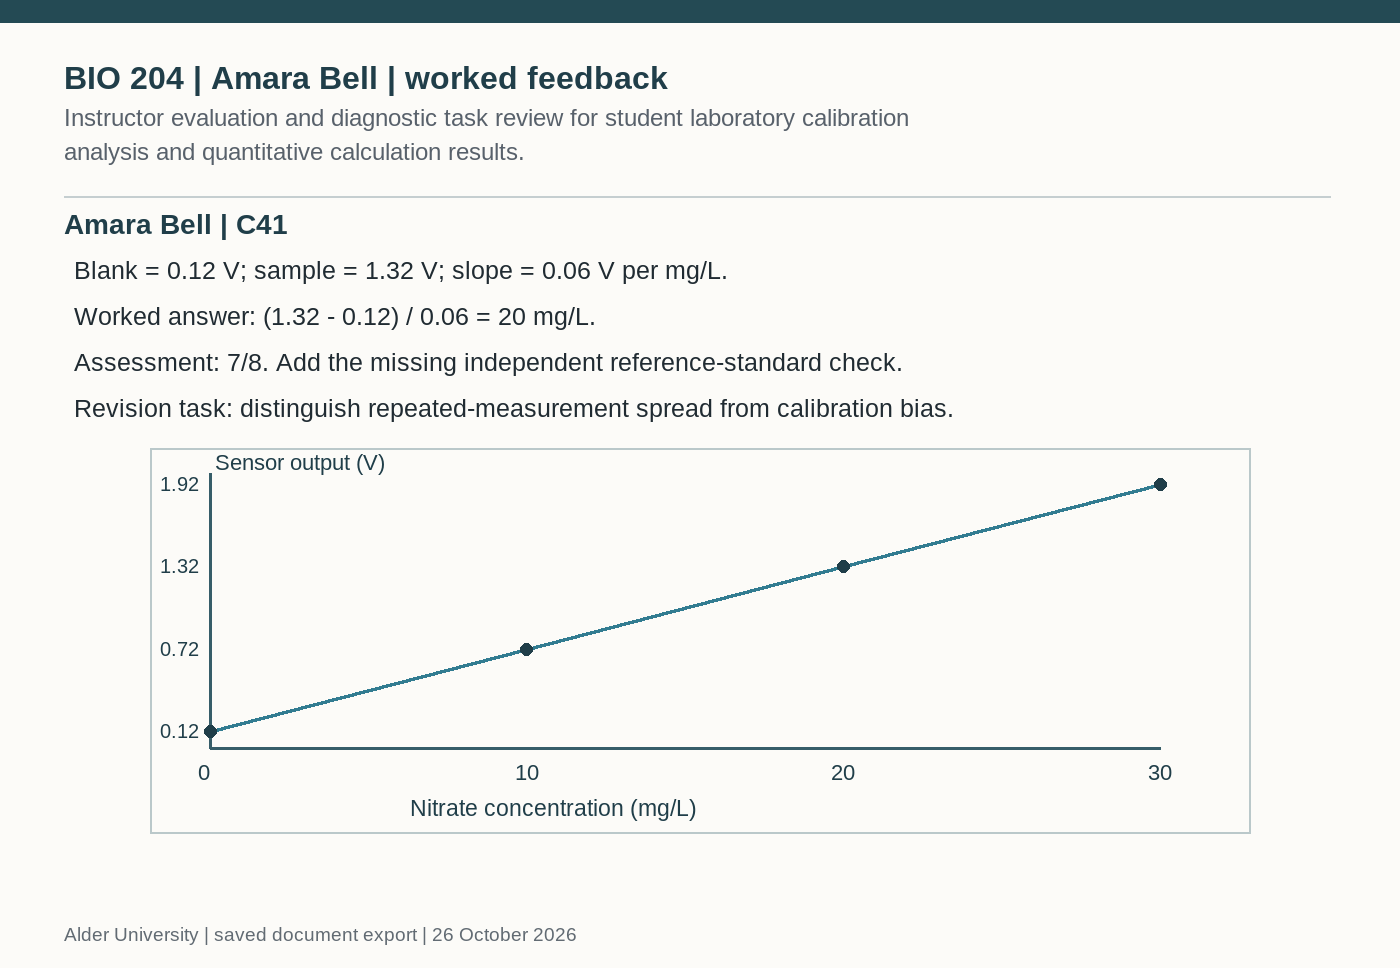 BIO 204 | Amara Bell | worked feedback
Instructor evaluation and diagnostic task review for student laboratory calibration
analysis and quantitative calculation results.
Amara Bell | C41
Blank = 0.12 V; sample = 1.32 V; slope = 0.06 V per mg/L.
Worked answer: (1.32 - 0.12) / 0.06 = 20 mg/L.
Assessment: 7/8. Add the missing independent reference-standard check.
Revision task: distinguish repeated-measurement spread from calibration bias.
Sensor output (V)
1.92
1.32
0.72
0.12
0 10 20 30
Nitrate concentration (mg/L)
Alder University | saved document export | 26 October 2026